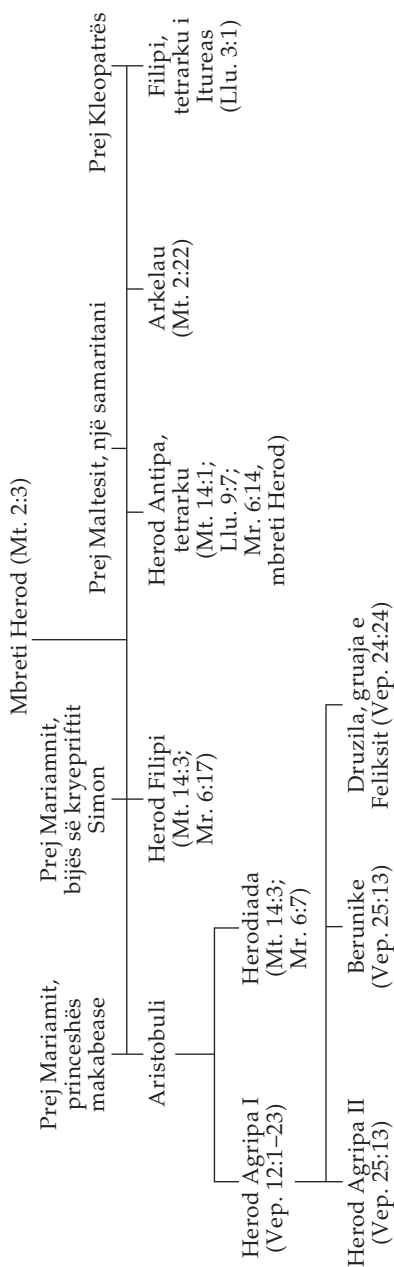 Mbreti Herod (Mt. 2:3)
Prej Mariamit,
princeshës
makabease
Prej Mariamnit,
bijës së kryepriftit
Simon
Prej Maltesit, një samaritani
Prej Kleopatrës
Aristobuli
Herod Filipi
(Mt. 14:3;
Mr. 6:17)
Herod Antipa,
tetrarku
(Mt. 14:1;
Llu. 9:7;
Mr. 6:14,
mbreti Herod)
Arkelau
(Mt. 2:22)
Filipi,
tetrarku i
Itureas
(Llu. 3:1)
Herod Agripa I
(Vep. 12:1–23)
Herodiada
(Mt. 14:3;
Mr. 6:7)
Herod Agripa II
(Vep. 25:13)
Berunike
(Vep. 25:13)
Druzila, gruaja e
Feliksit (Vep. 24:24)